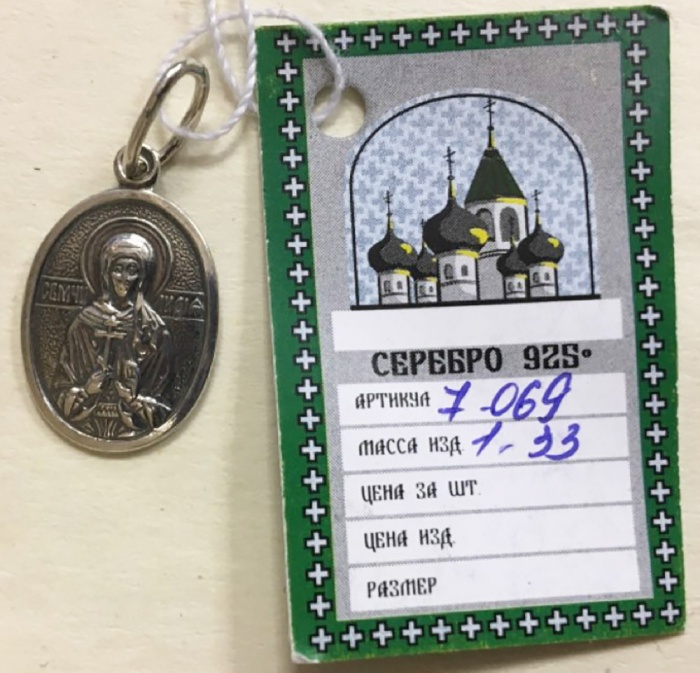 СЕРЕБРО 925°
АРТИКУЛ 7-069
МАССА ИЗД. 1-33
ЦЕНА ЗА ШТ.
ЦЕНА ИЗД.
РАЗМЕР